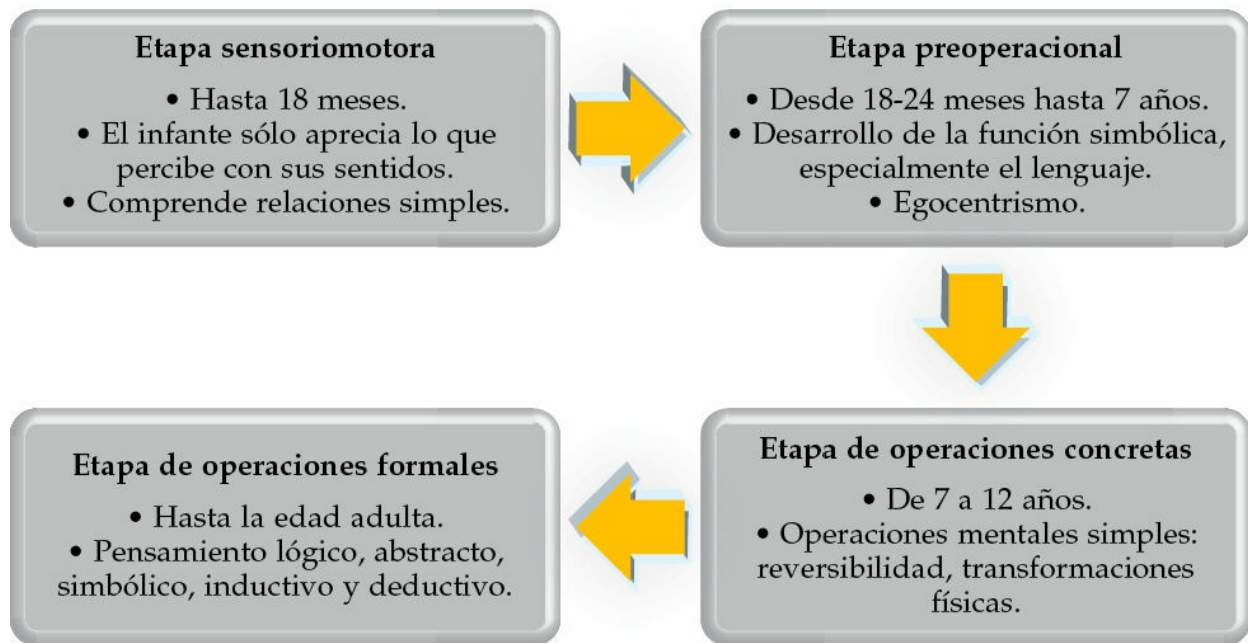 Etapa sensoriomotora
• Hasta 18 meses.
• El infante sólo aprecia lo que
percibe con sus sentidos.
• Comprende relaciones simples.
Etapa preoperacional
• Desde 18-24 meses hasta 7 años.
• Desarrollo de la función simbólica,
especialmente el lenguaje.
• Egocentrismo.
Etapa de operaciones concretas
• De 7 a 12 años.
• Operaciones mentales simples:
reversibilidad, transformaciones
físicas.
Etapa de operaciones formales
• Hasta la edad adulta.
• Pensamiento lógico, abstracto,
simbólico, inductivo y deductivo.